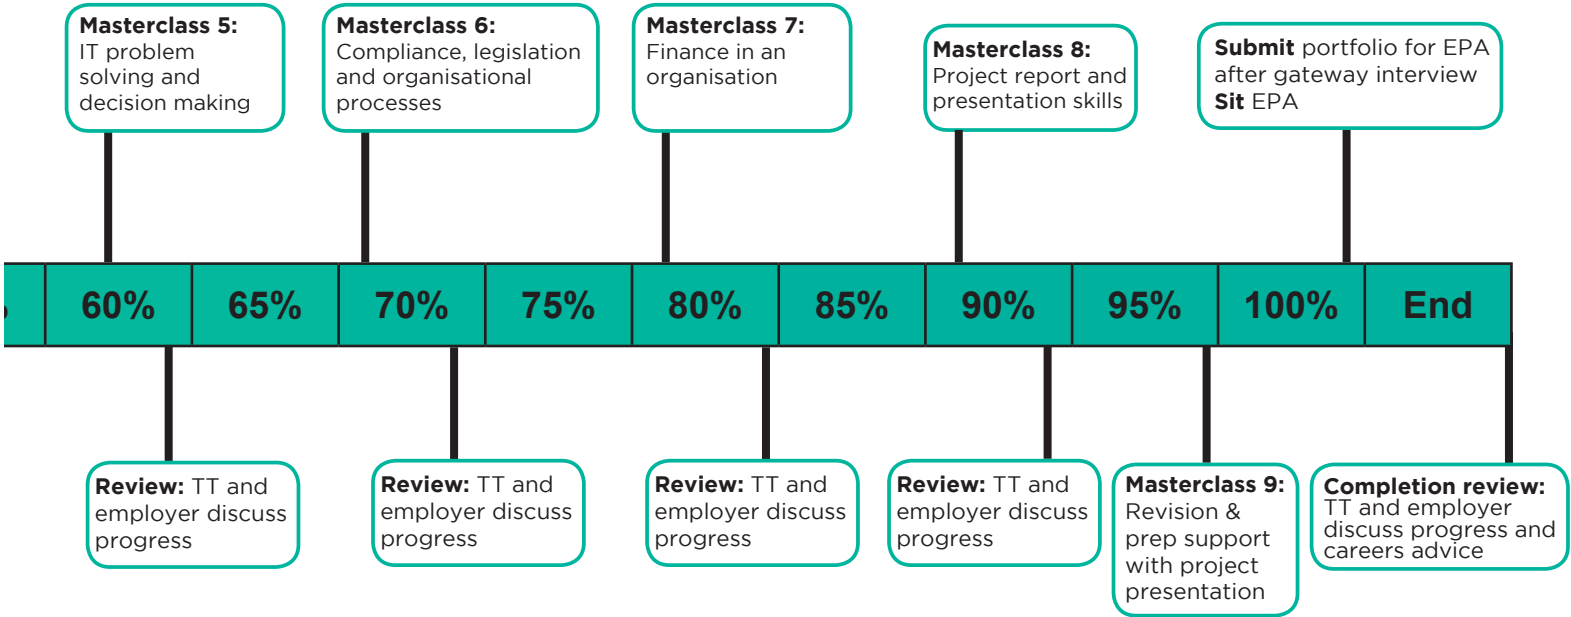 Masterclass 5:
IT problem
solving and
decision making
Masterclass 6:
Compliance, legislation
and organisational
processes
Masterclass 7:
Finance in an
organisation
Masterclass 8:
Project report and
presentation skills
Submit portfolio for EPA
after gateway interview
Sit EPA
60% 65% 70% 75% 80% 85% 90% 95% 100% End
Review: TT and
employer discuss
progress
Review: TT and
employer discuss
progress
Review: TT and
employer discuss
progress
Review: TT and
employer discuss
progress
Masterclass 9:
Revision &
prep support
with project
presentation
Completion review:
TT and employer
discuss progress and
careers advice